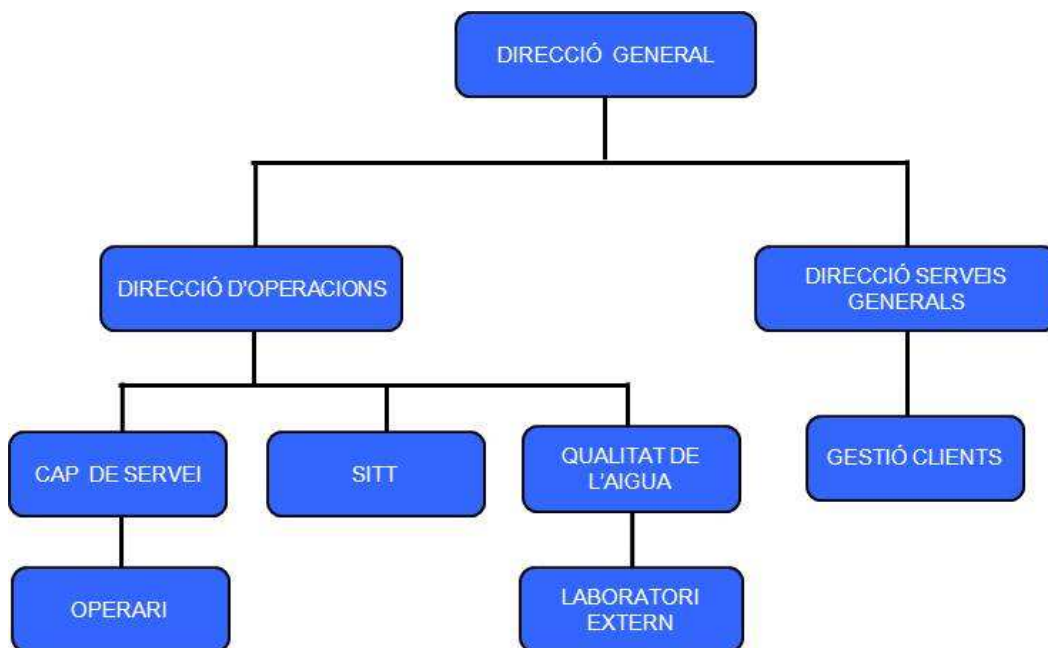 DIRECCIÓ GENERAL
DIRECCIÓ D'OPERACIONS
DIRECCIÓ SERVEIS
GENERALS
CAP DE SERVEI
SITT
QUALITAT DE
L'AIGUA
GESTIÓ CLIENTS
OPERARI
LABORATORI
EXTERN